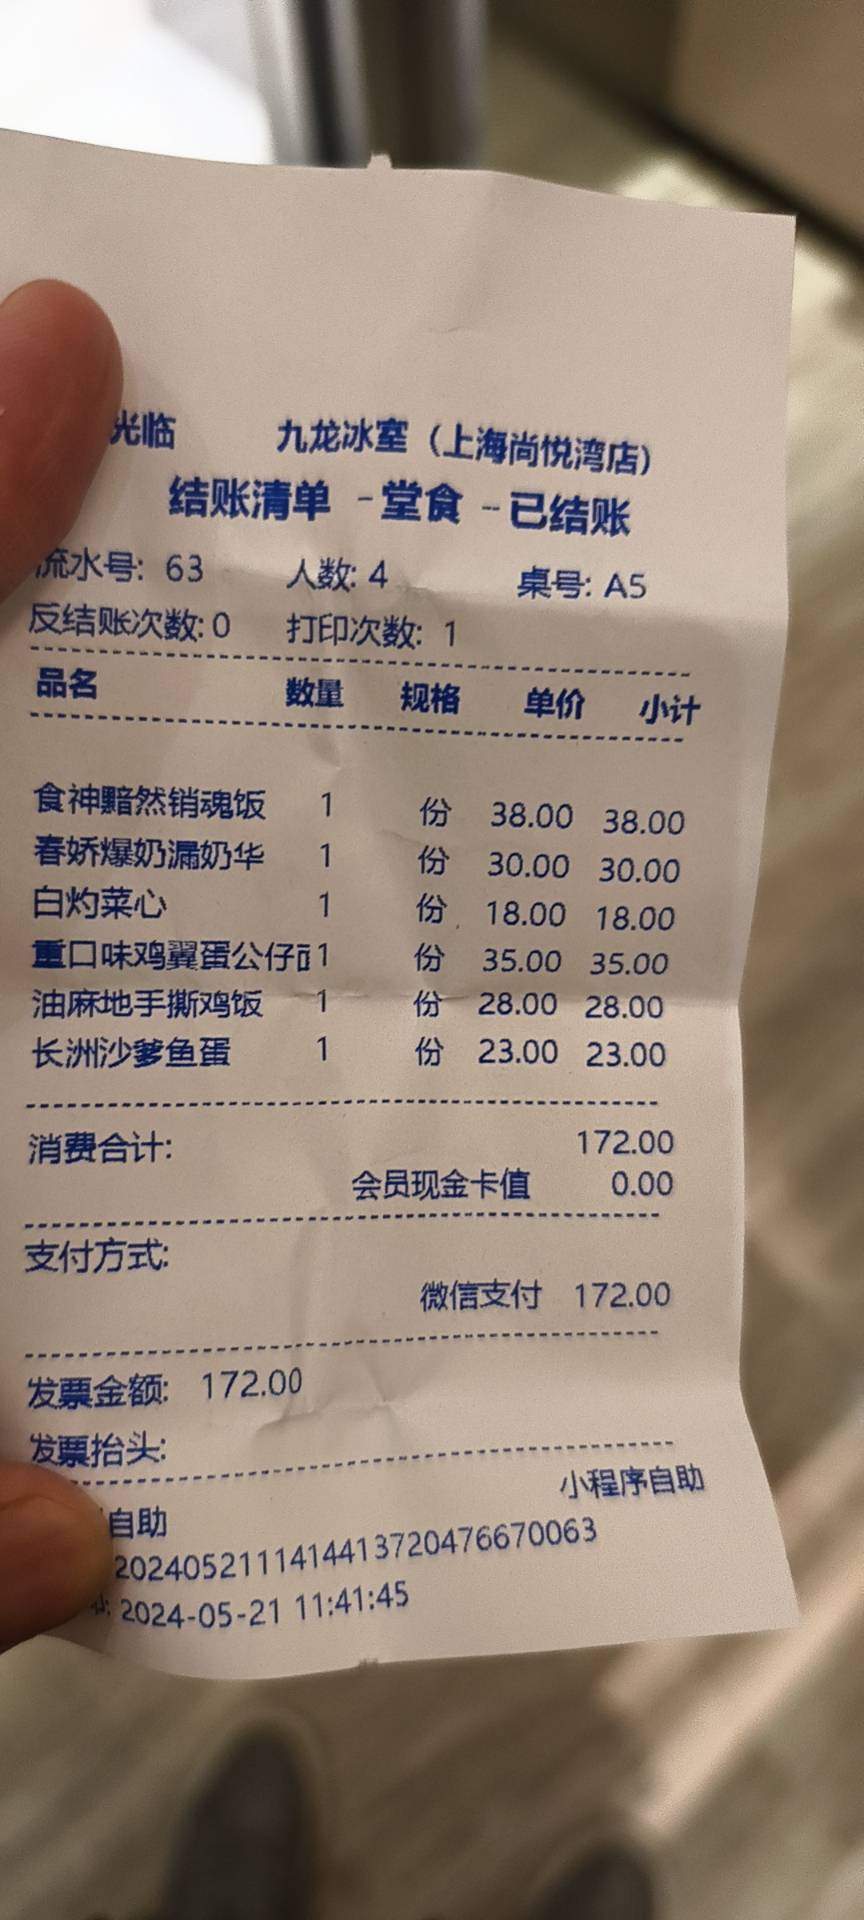 光临 九龙冰室（上海尚悦湾店）
结账清单 -堂食 --已结账
流水号: 63 人数: 4 桌号: A5
反结账次数: 0 打印次数: 1
品名 数量 规格 单价 小计
食神黯然销魂饭 1 份 38.00 38.00
春娇爆奶漏奶华 1 份 30.00 30.00
白灼菜心 1 份 18.00 18.00
重口味鸡翼蛋公仔 1 份 35.00 35.00
油麻地手撕鸡饭 1 份 28.00 28.00
长洲沙爹鱼蛋 1 份 23.00 23.00
消费合计: 172.00
会员现金卡值 0.00
支付方式:
微信支付 172.00
发票金额: 172.00
发票抬头:
小程序自助
自助
2024052111414413720476670063
: 2024-05-21 11:41:45